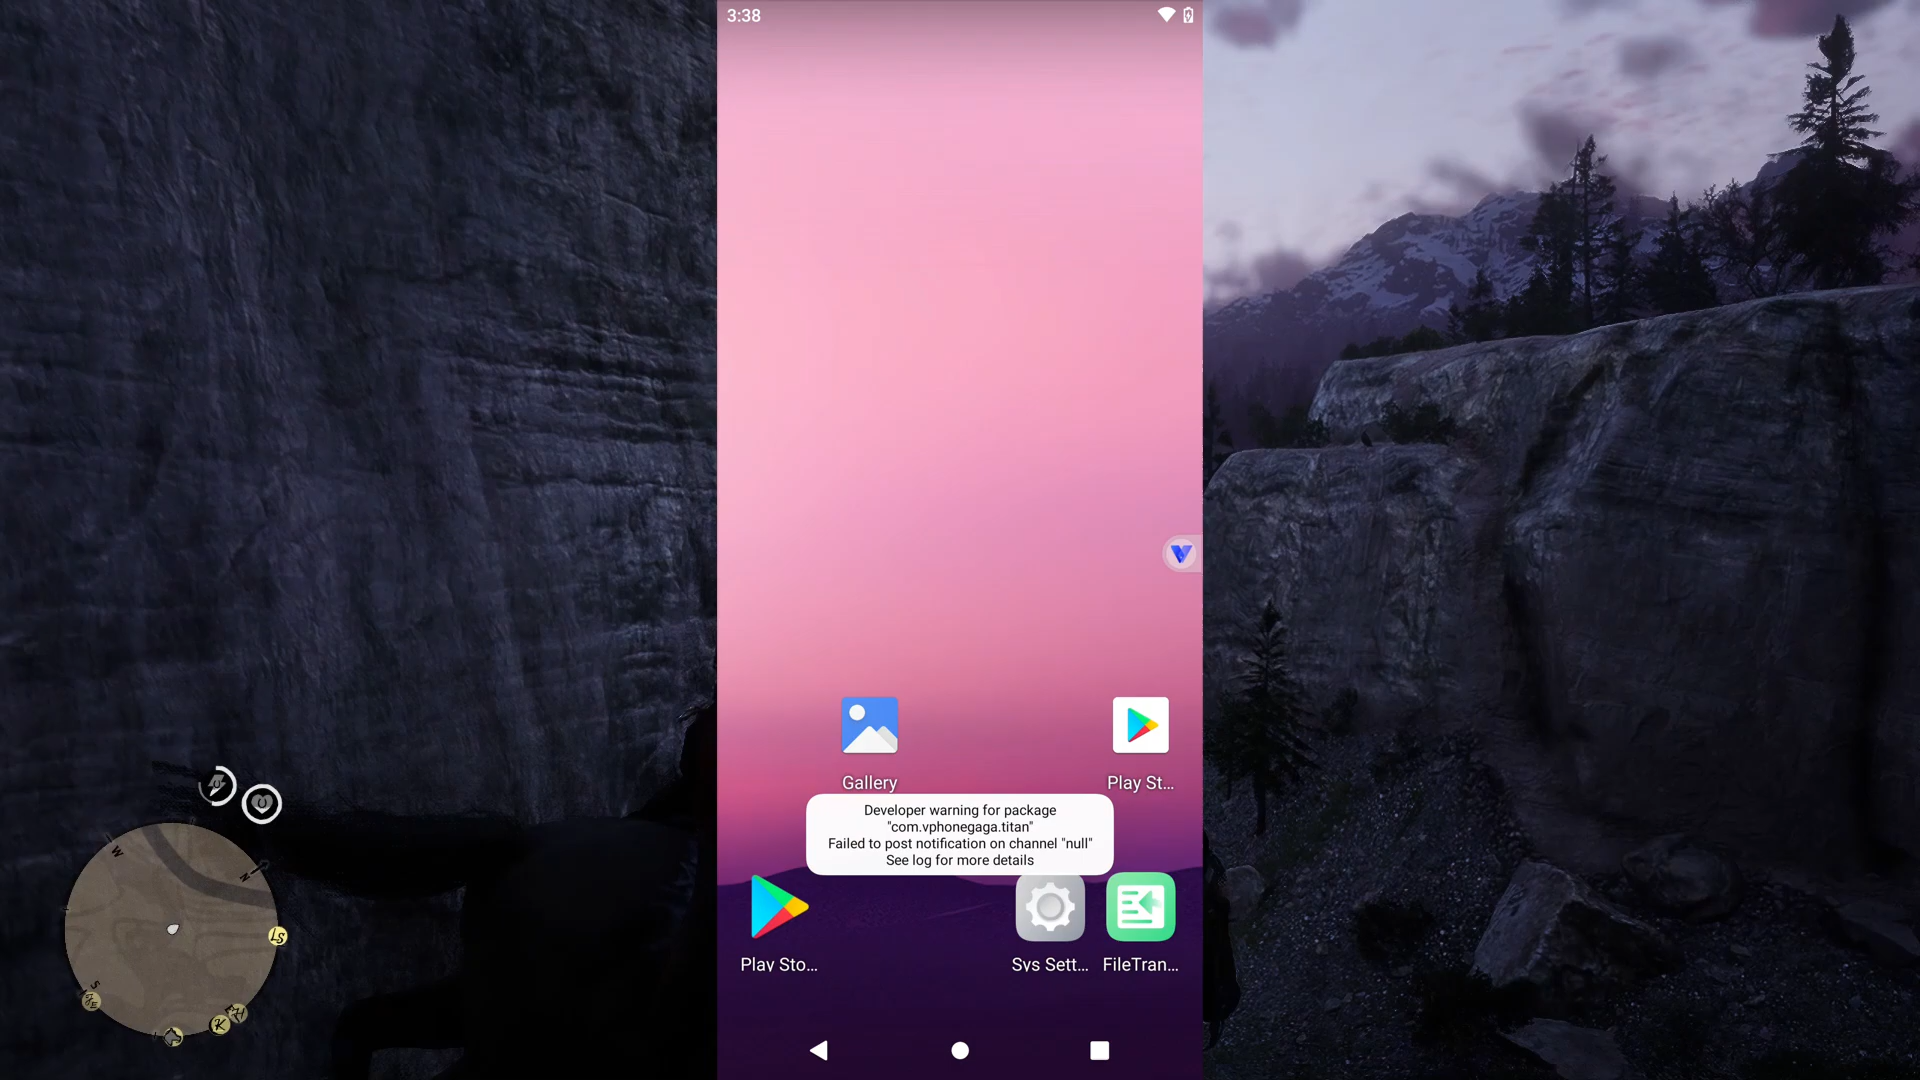 3:38
Gallery
Play St...
Developer warning for package
"com.vphonegaga.titan"
Failed to post notification on channel "null"
See log for more details
Play Sto...
Sys Sett...
FileTran...
W
N
LS
S
K